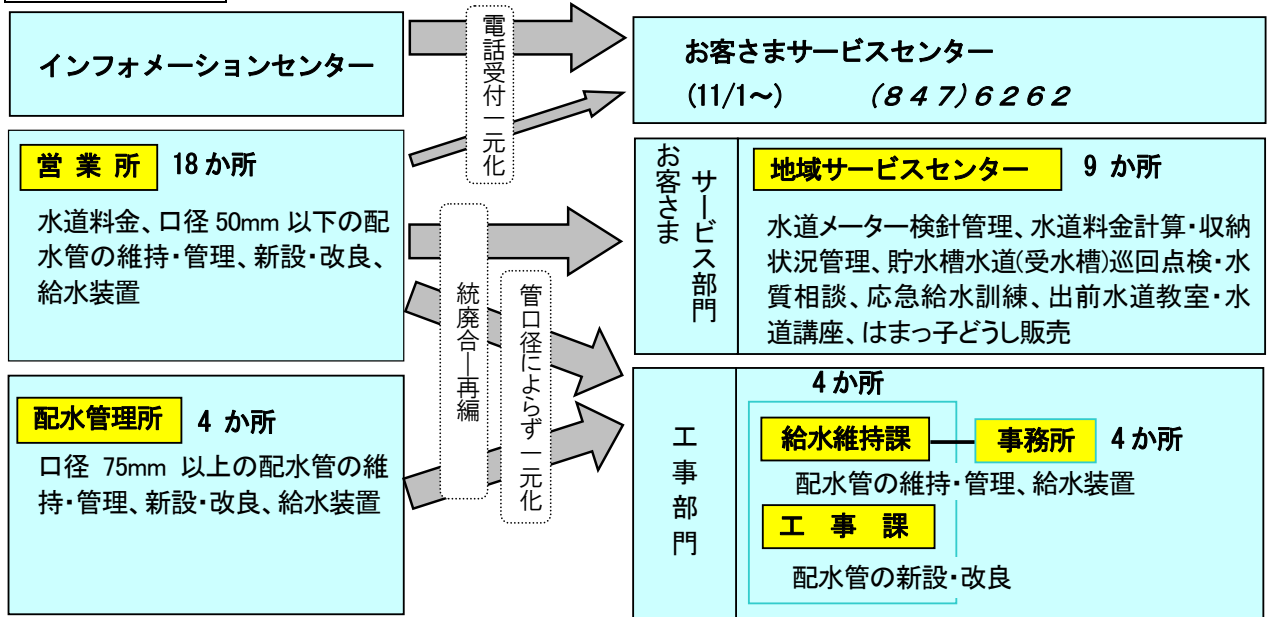 インフォメーションセンター
営業所 18か所
水道料金、口径50mm以下の配
水管の維持・管理、新設・改良、
給水装置
配水管理所 4か所
口径 75mm 以上の配水管の維
持・管理、新設・改良、給水装置
電話受付一元化
統廃合―再編
管口径によらず一元化
お客さまサービスセンター
(11/1～) (847)6262
お客さま
サービス部門
地域サービスセンター 9 か所
水道メーター検針管理、水道料金計算・収納
状況管理、貯水槽水道(受水槽)巡回点検・水
質相談、応急給水訓練、出前水道教室・水
道講座、はまっ子どうし販売
工事部門
4か所
給水維持課 事務所 4か所
配水管の維持・管理、給水装置
工事課
配水管の新設・改良